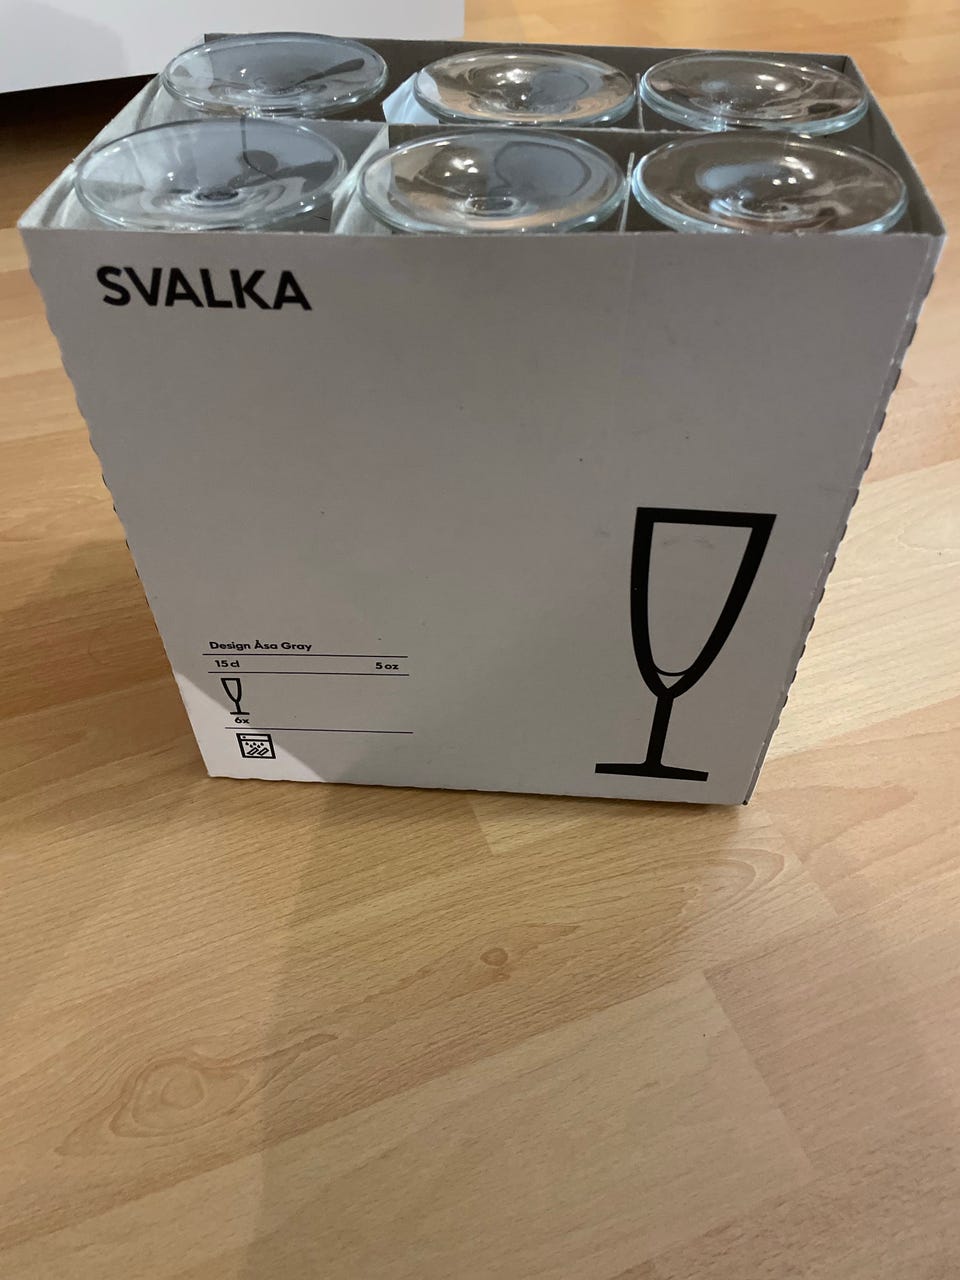 SVALKA
Design Åsa Gray
15 cl 5 oz
6x